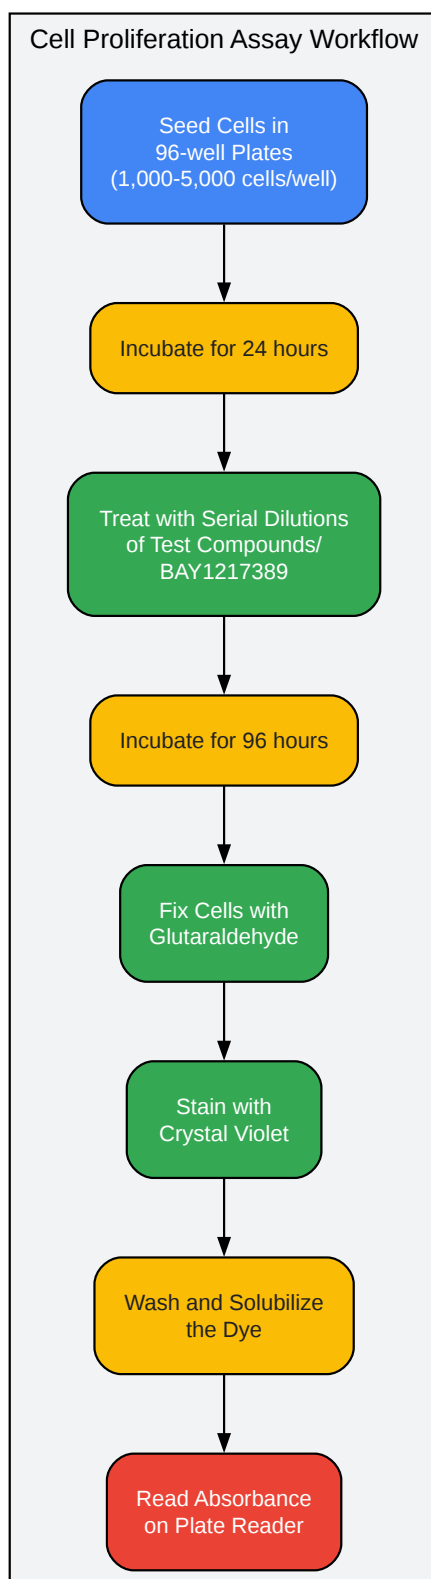 Cell Proliferation Assay Workflow
Seed Cells in
96-well Plates
(1,000-5,000 cells/well)
Incubate for 24 hours
Treat with Serial Dilutions
of Test Compounds/
BAY1217389
Incubate for 96 hours
Fix Cells with
Glutaraldehyde
Stain with
Crystal Violet
Wash and Solubilize
the Dye
Read Absorbance
on Plate Reader